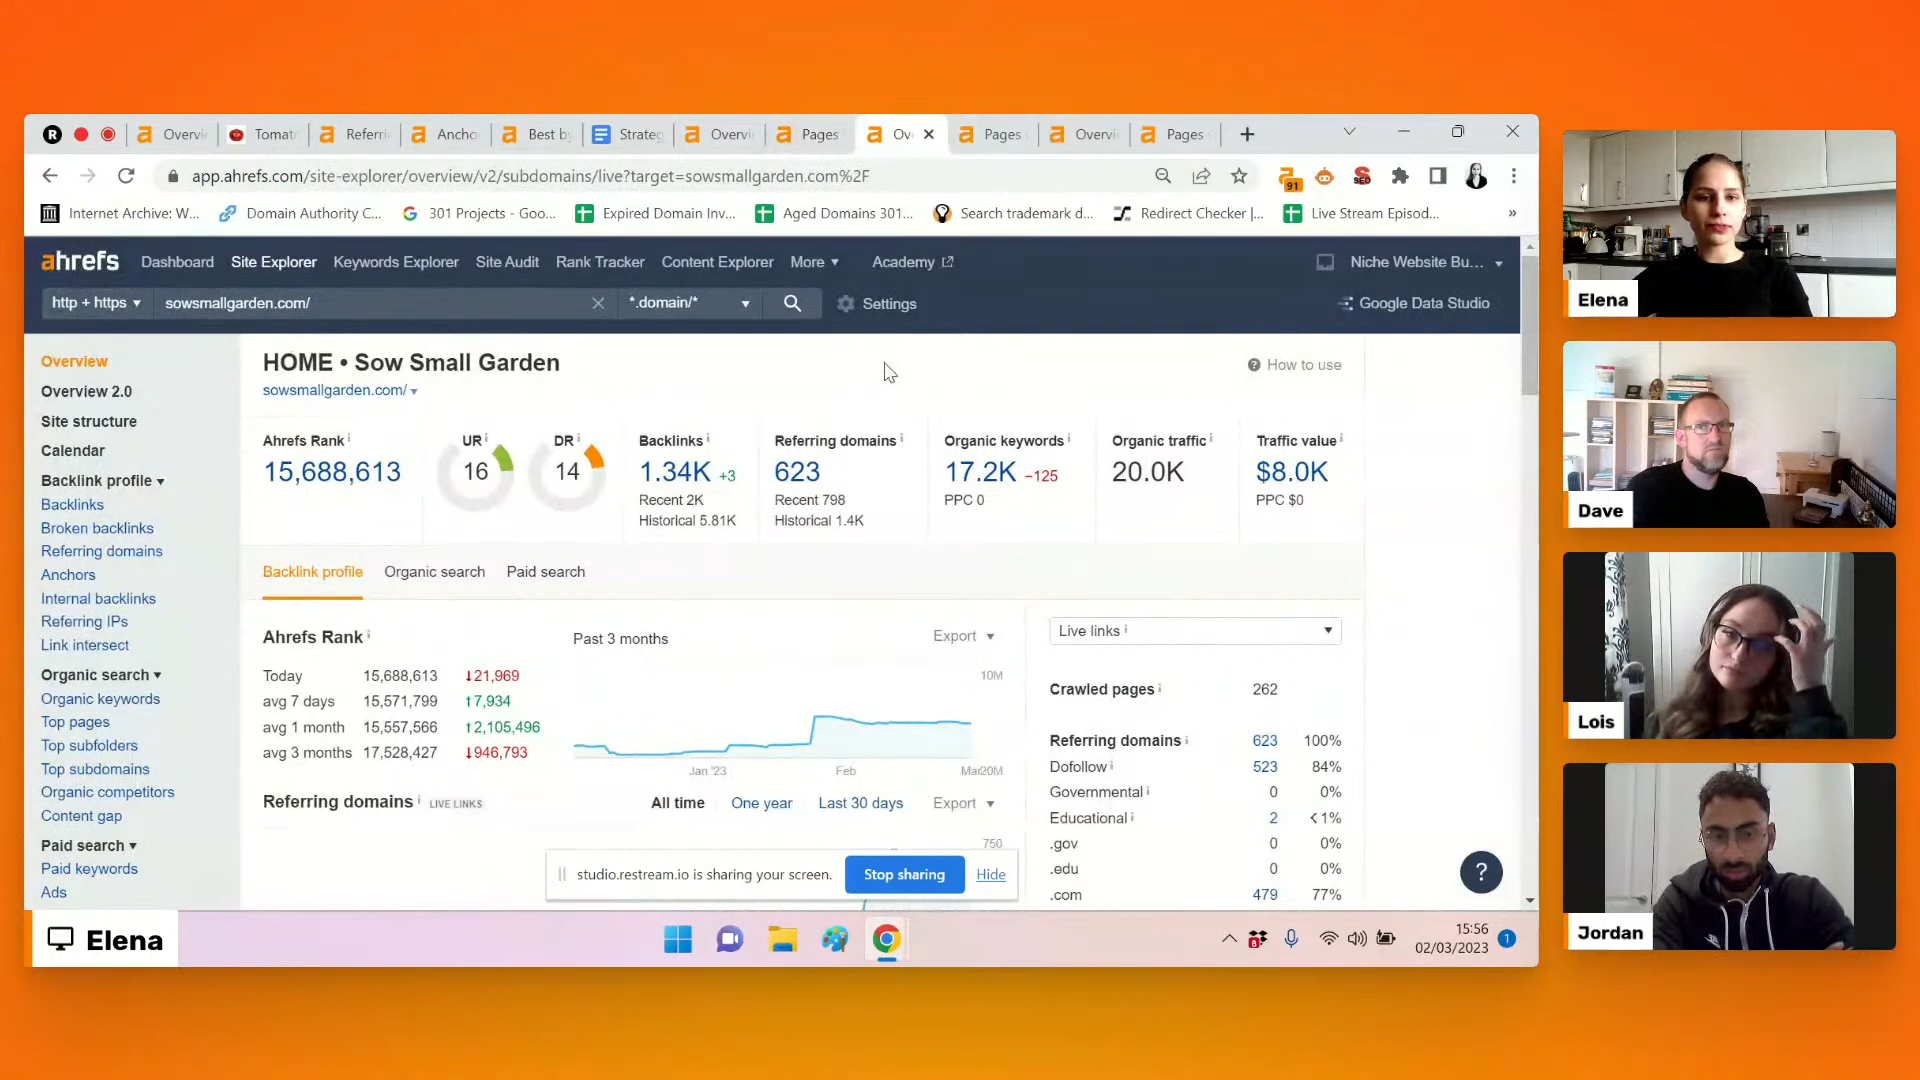 R
Overvi
Tomat
Referri
Ancho
Best b
Strateg
Overvi
Pages
Ov
Pages
Overvi
Pages
app.ahrefs.com/site-explorer/overview/v2/subdomains/live?target=sowsmallgarden.com%2F
91
SEO
Internet Archive: W...
Domain Authority C...
301 Projects - Goo...
Expired Domain Inv...
Aged Domains 301...
Search trademark d...
Redirect Checker |...
Live Stream Episod...
»
ahrefs
Dashboard
Site Explorer
Keywords Explorer
Site Audit
Rank Tracker
Content Explorer
More
Academy
Niche Website Bu...
http + https
sowsmallgarden.com/
*.domain/*
Settings
Google Data Studio
Overview
Overview 2.0
Site structure
Calendar
Backlink profile
Backlinks
Broken backlinks
Referring domains
Anchors
Internal backlinks
Referring IPs
Link intersect
Organic search
Organic keywords
Top pages
Top subfolders
Top subdomains
Organic competitors
Content gap
Paid search
Paid keywords
Ads
HOME • Sow Small Garden
How to use
sowsmallgarden.com/
Ahrefs Rank
15,688,613
UR
16
DR
14
Backlinks
1.34K +3
Recent 2K
Historical 5.81K
Referring domains
623
Recent 798
Historical 1.4K
Organic keywords
17.2K −125
PPC 0
Organic traffic
20.0K
Traffic value
$8.0K
PPC $0
Backlink profile
Organic search
Paid search
Ahrefs Rank
Today 15,688,613 ↓21,969
avg 7 days 15,571,799 ↑7,934
avg 1 month 15,557,566 ↑2,105,496
avg 3 months 17,528,427 ↓946,793
Past 3 months
Export
10M
Jan '23
Feb
Mar20M
Referring domains LIVE LINKS
All time
One year
Last 30 days
Export
750
Live links
Crawled pages 262
Referring domains 623 100%
Dofollow 523 84%
Governmental 0 0%
Educational 2 <1%
.gov 0 0%
.edu 0 0%
.com 479 77%
studio.restream.io is sharing your screen.
Stop sharing
Hide
?
Elena
15:56
02/03/2023
1
Elena
Dave
Lois
Jordan